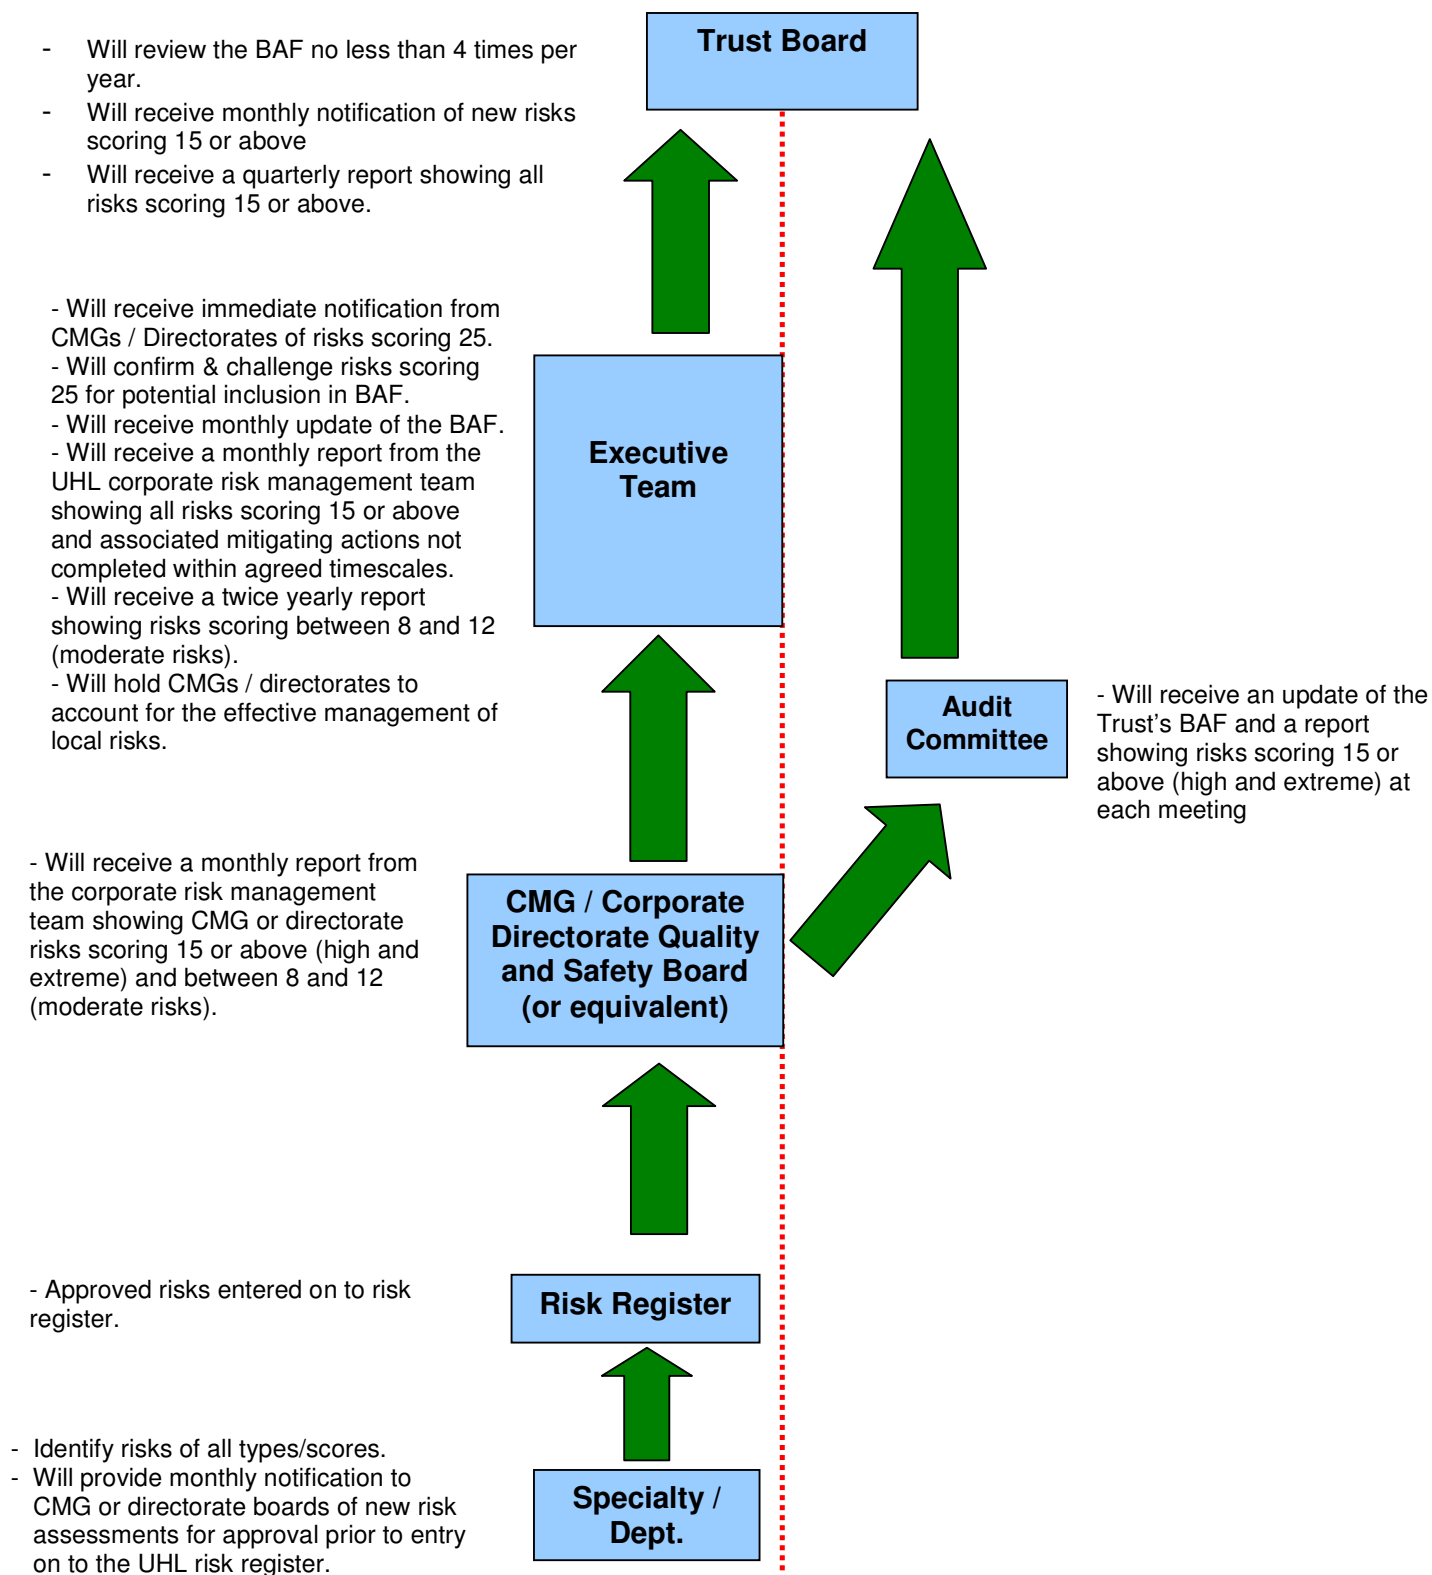 Trust Board
- Will review the BAF no less than 4 times per
year.
- Will receive monthly notification of new risks
scoring 15 or above
- Will receive a quarterly report showing all
risks scoring 15 or above.
- Will receive immediate notification from
CMGs / Directorates of risks scoring 25.
- Will confirm & challenge risks scoring
25 for potential inclusion in BAF.
- Will receive monthly update of the BAF.
- Will receive a monthly report from the
UHL corporate risk management team
showing all risks scoring 15 or above
and associated mitigating actions not
completed within agreed timescales.
- Will receive a twice yearly report
showing risks scoring between 8 and 12
(moderate risks).
- Will hold CMGs / directorates to
account for the effective management of
local risks.
Executive
Team
Audit
Committee
- Will receive an update of the
Trust's BAF and a report
showing risks scoring 15 or
above (high and extreme) at
each meeting
- Will receive a monthly report from
the corporate risk management
team showing CMG or directorate
risks scoring 15 or above (high and
extreme) and between 8 and 12
(moderate risks).
CMG / Corporate
Directorate Quality
and Safety Board
(or equivalent)
- Approved risks entered on to risk
register.
Risk Register
- Identify risks of all types/scores.
- Will provide monthly notification to
CMG or directorate boards of new risk
assessments for approval prior to entry
on to the UHL risk register.
Specialty /
Dept.